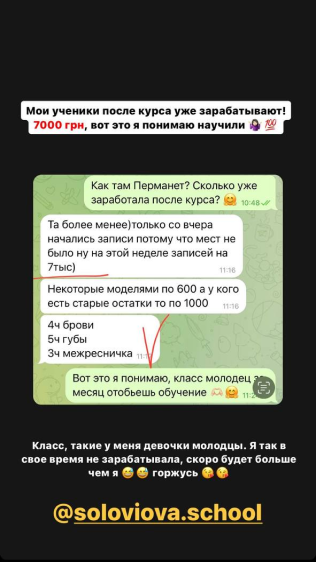 Мои ученики после курса уже зарабатывают!
7000 грн, вот это я понимаю научили 🤷🏻‍♀️ 💯
Как там Перманет? Сколько уже
заработала после курса? 🤗 10:48
Та более менее)только со вчера
начались записи потому что мест не
было ну на этой неделе записей на
7тыс)
11:16
Некоторые моделями по 600 а у кого
есть старые остатки то по 1000 11:16
4ч брови
5ч губы
3ч межресничка
Вот это я понимаю, класс молодец за
месяц отобьешь обучение 🫶🏻 🤗
Класс, такие у меня девочки молодцы. Я так в
свое время не зарабатывала, скоро будет больше
чем я 😅 😅 горжусь 😘 😘
@soloviova.school